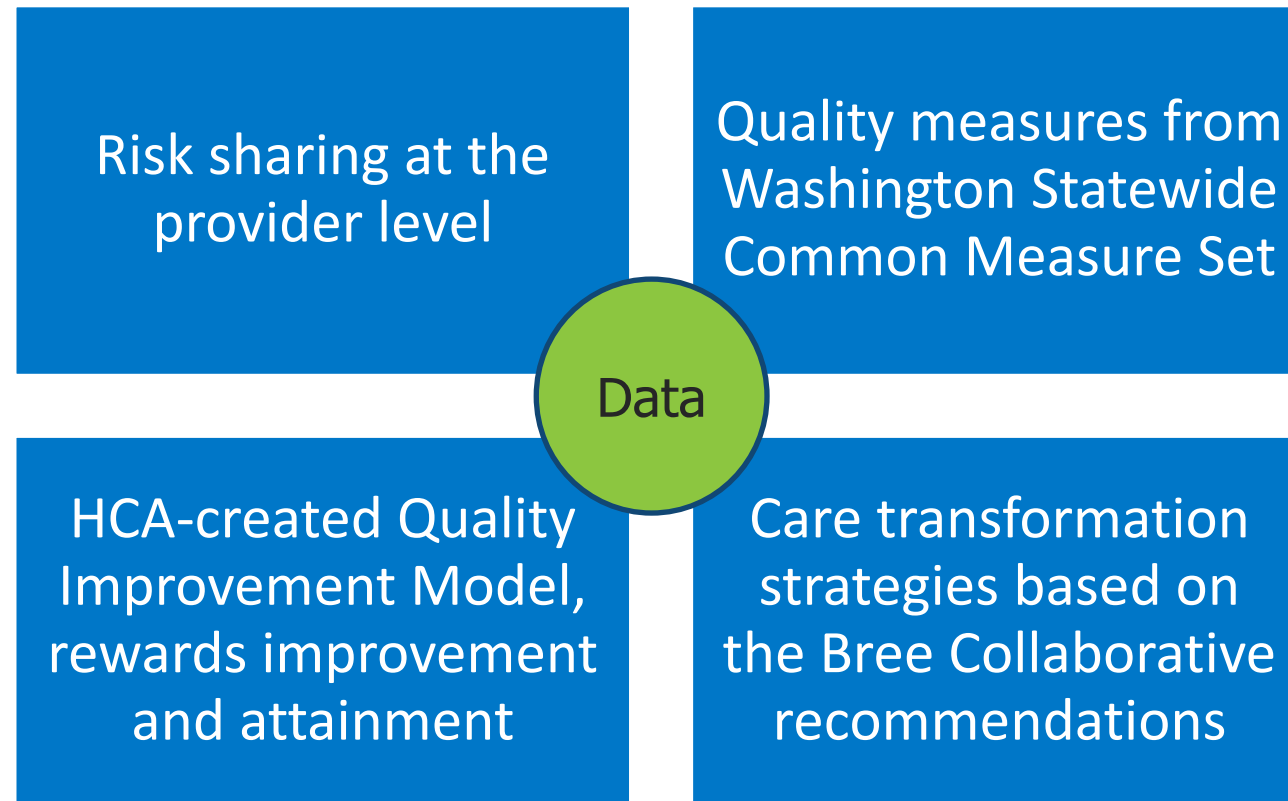 Risk sharing at the
provider level
Quality measures from
Washington Statewide
Common Measure Set
Data
HCA-created Quality
Improvement Model,
rewards improvement
and attainment
Care transformation
strategies based on
the Bree Collaborative
recommendations